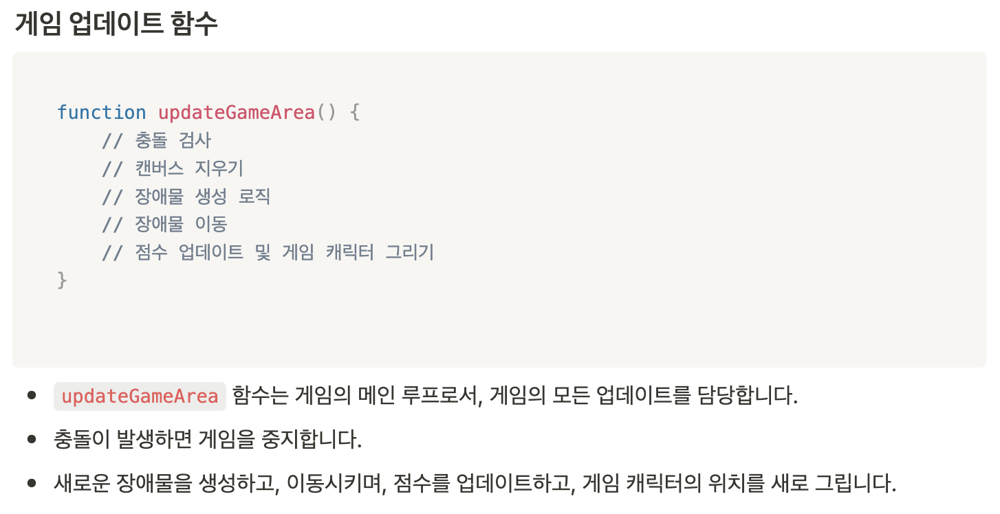 게임 업데이트 함수
function updateGameArea() {
    // 충돌 검사
    // 캔버스 지우기
    // 장애물 생성 로직
    // 장애물 이동
    // 점수 업데이트 및 게임 캐릭터 그리기
}
• updateGameArea 함수는 게임의 메인 루프로서, 게임의 모든 업데이트를 담당합니다.
• 충돌이 발생하면 게임을 중지합니다.
• 새로운 장애물을 생성하고, 이동시키며, 점수를 업데이트하고, 게임 캐릭터의 위치를 새로 그립니다.